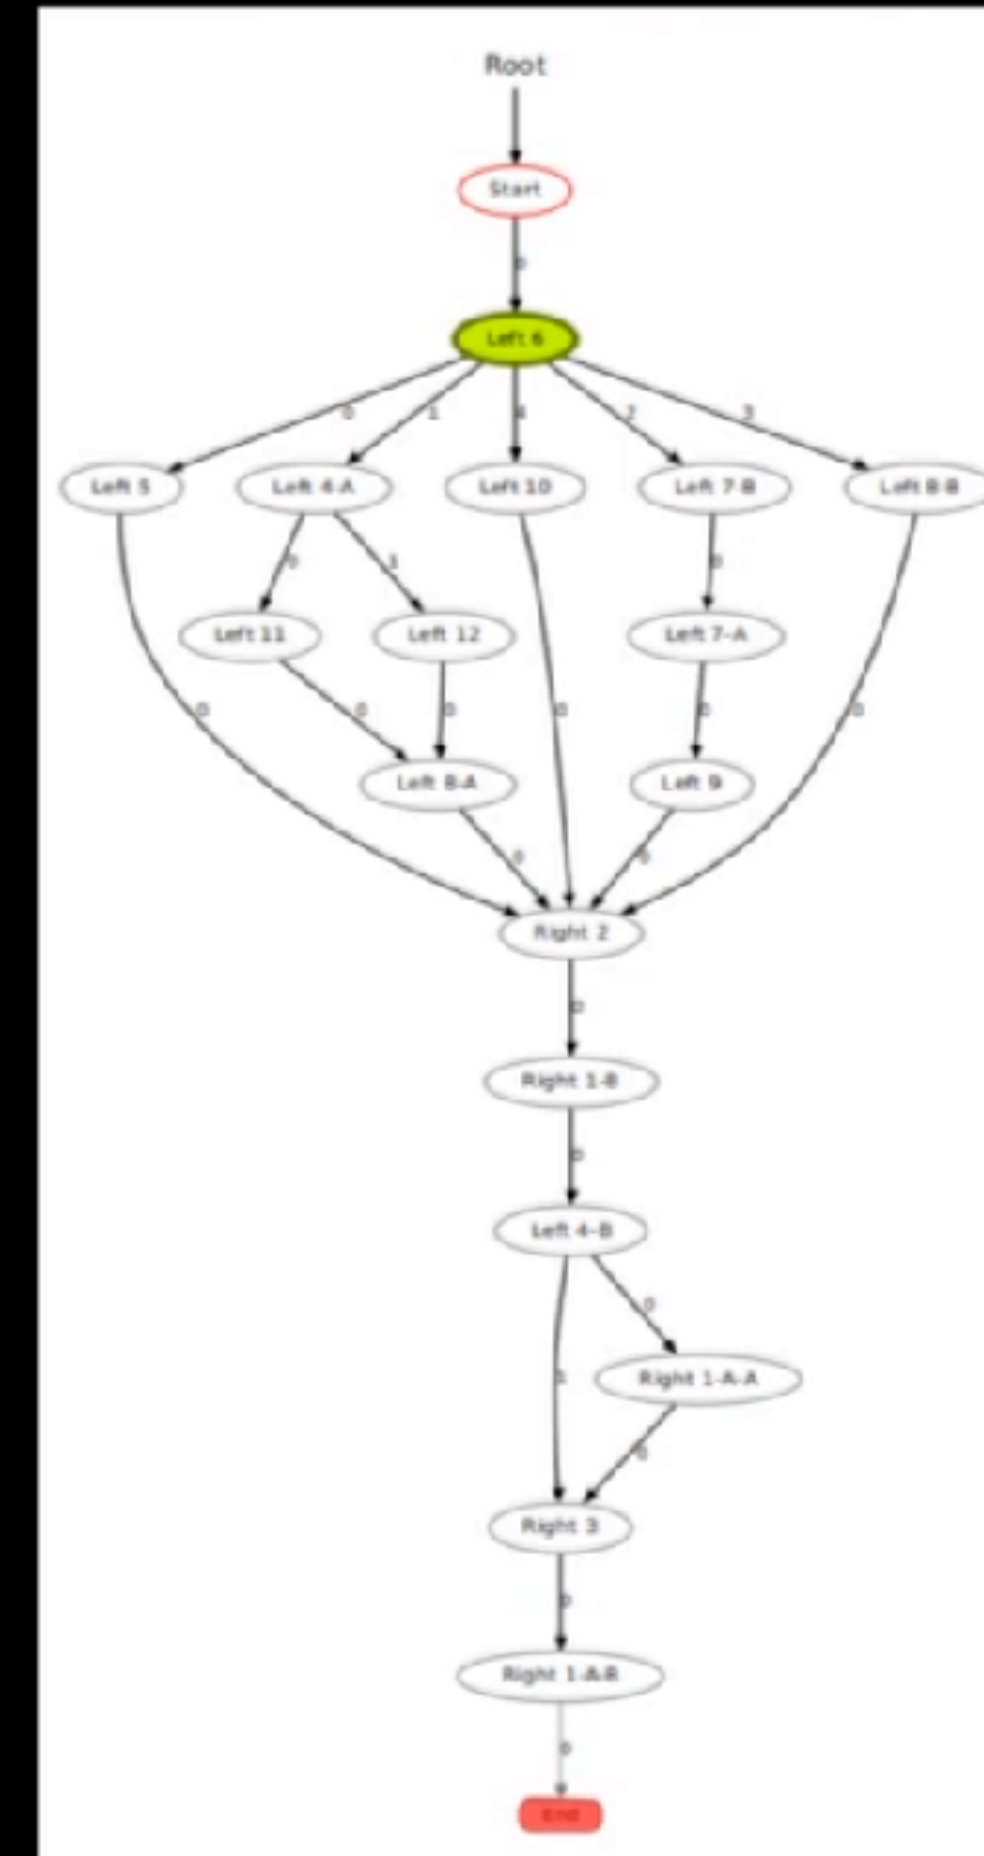 Root
Start
0
Left 6
0 1 4 2 3
Left 5 Left 4-A Left 10 Left 7-B Left 8-B
0 1 0
Left 11 Left 12 Left 7-A
0 0 0 0 0 0
Left 8-A Left 9
0 0
Right 2
0
Right 1-B
0
Left 4-B
0
1 Right 1-A-A
0
Right 3
0
Right 1-A-B
0
End